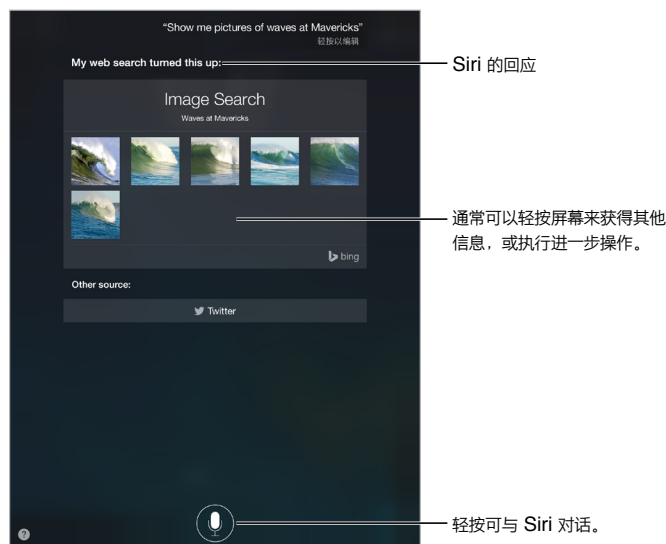 “Show me pictures of waves at Mavericks”
轻按以编辑
My web search turned this up:
Siri 的回应
Image Search
Waves at Mavericks
通常可以轻按屏幕来获得其他
信息，或执行进一步操作。
bing
Other source:
Twitter
轻按可与 Siri 对话。
?